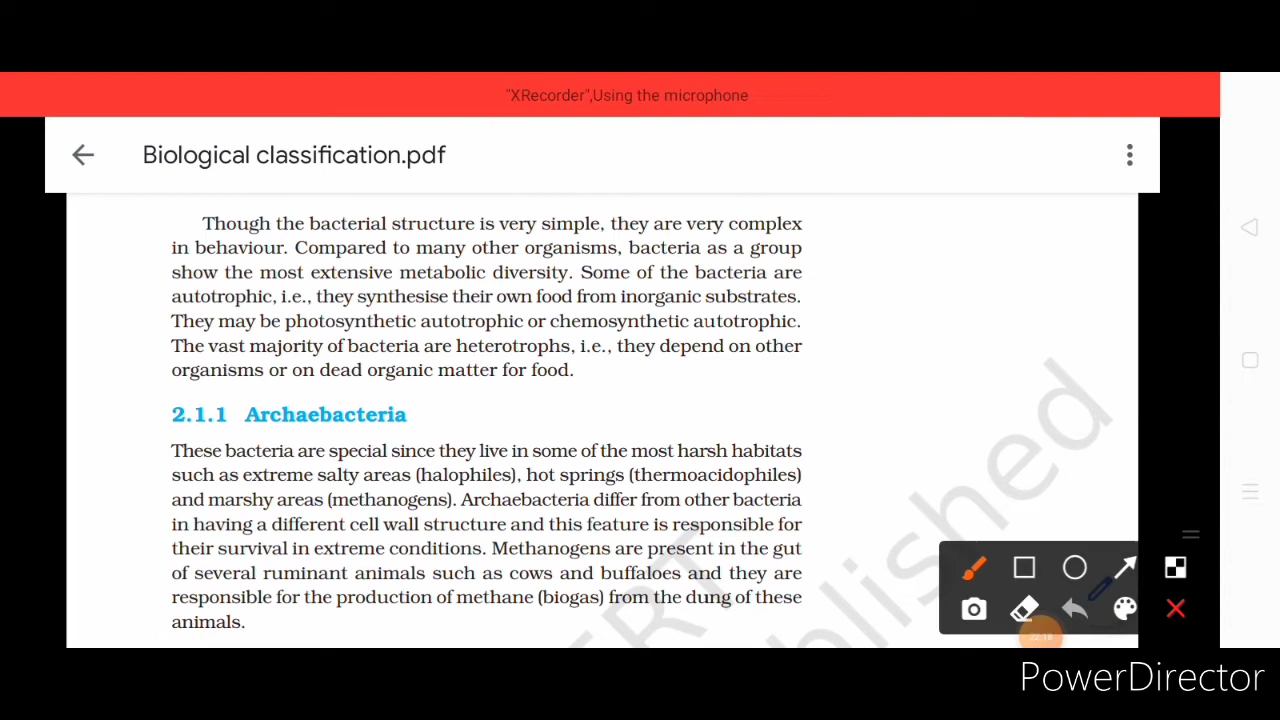 "XRecorder",Using the microphone
Biological classification.pdf
Though the bacterial structure is very simple, they are very complex
in behaviour. Compared to many other organisms, bacteria as a group
show the most extensive metabolic diversity. Some of the bacteria are
autotrophic, i.e., they synthesise their own food from inorganic substrates.
They may be photosynthetic autotrophic or chemosynthetic autotrophic.
The vast majority of bacteria are heterotrophs, i.e., they depend on other
organisms or on dead organic matter for food.
2.1.1 Archaebacteria
These bacteria are special since they live in some of the most harsh habitats
such as extreme salty areas (halophiles), hot springs (thermoacidophiles)
and marshy areas (methanogens). Archaebacteria differ from other bacteria
in having a different cell wall structure and this feature is responsible for
their survival in extreme conditions. Methanogens are present in the gut
of several ruminant animals such as cows and buffaloes and they are
responsible for the production of methane (biogas) from the dung of these
animals.
22:18
PowerDirector